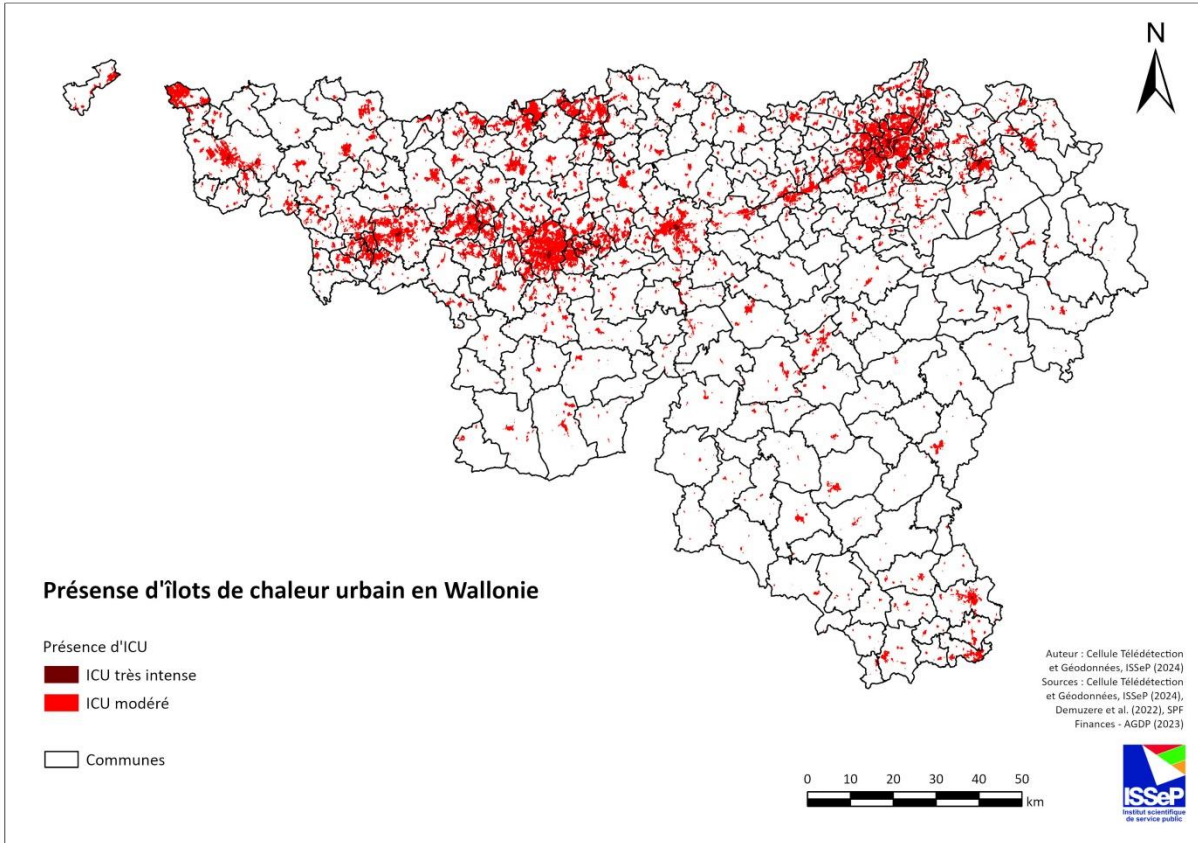 N
Présense d'îlots de chaleur urbain en Wallonie
Présence d'ICU
ICU très intense
ICU modéré
Communes
Auteur : Cellule Télédétection
et Géodonnées, ISSeP (2024)
Sources : Cellule Télédétection
et Géodonnées, ISSeP (2024),
Demuzere et al. (2022), SPF
Finances - AGDP (2023)
0 10 20 30 40 50
km
ISSeP
Institut scientifique
de service public